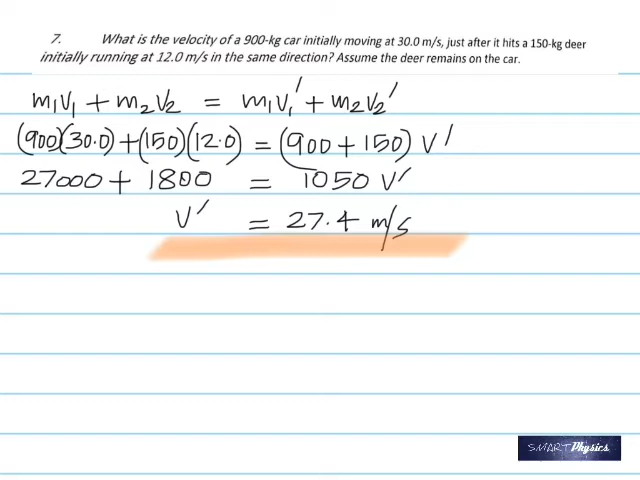 7. What is the velocity of a 900-kg car initially moving at 30.0 m/s, just after it hits a 150-kg deer
initially running at 12.0 m/s in the same direction? Assume the deer remains on the car.
m₁v₁ + m₂v₂ = m₁v₁′ + m₂v₂′
(900)(30.0) + (150)(12.0) = (900 + 150) v′
27000 + 1800 = 1050 v′
v′ = 27.4 m/s
SMART Physics